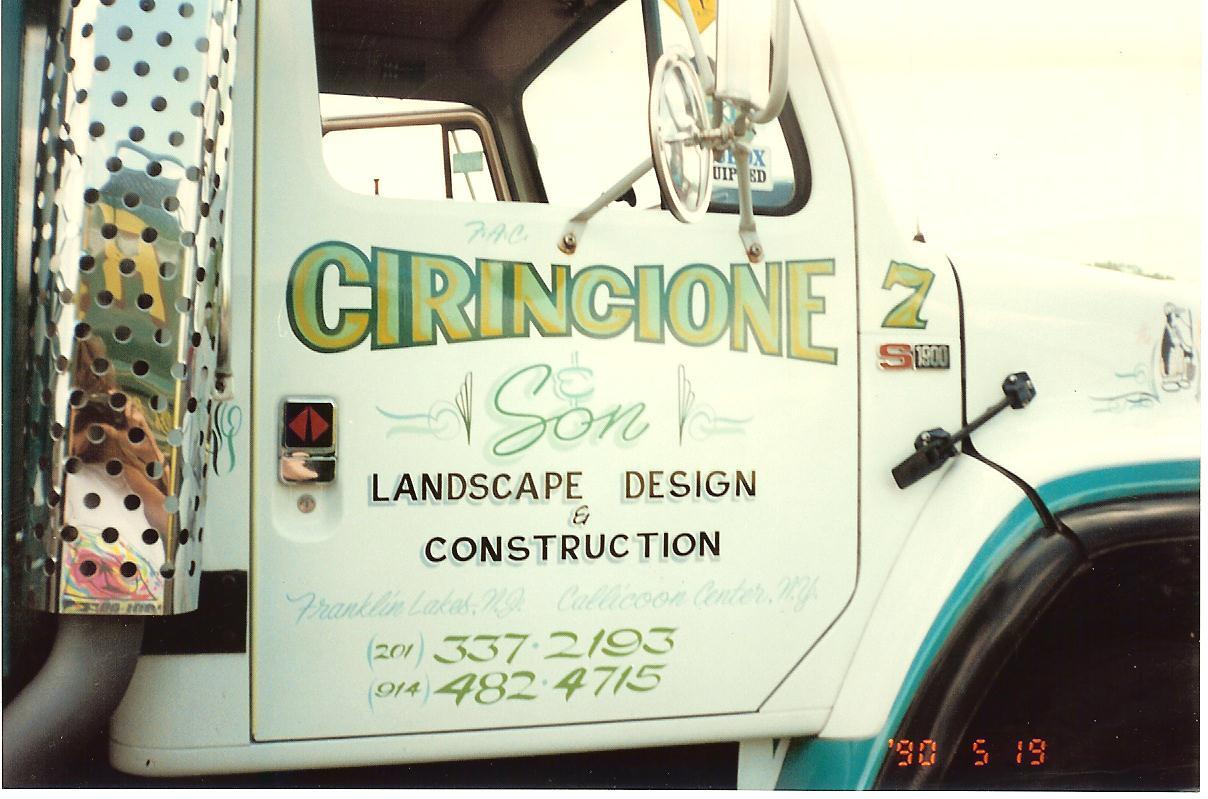 F.A.C.
CIRINCIONE
&
Son
LANDSCAPE DESIGN
&
CONSTRUCTION
Franklin Lakes, N.J. Callicoon Center, N.Y.
(201) 337·2193
(914) 482·4715
7
S 1900
'90 5 19